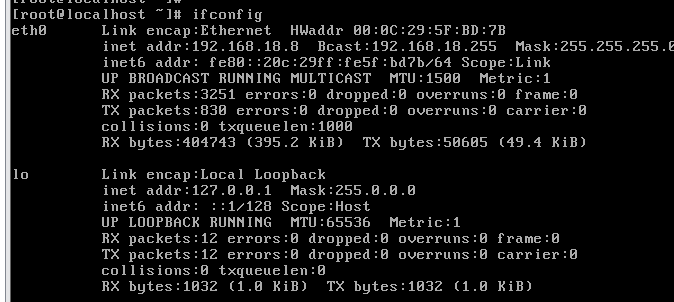 [root@localhost ~]# ifconfig
eth0      Link encap:Ethernet  HWaddr 00:0C:29:5F:BD:7B
          inet addr:192.168.18.8  Bcast:192.168.18.255  Mask:255.255.255.0
          inet6 addr: fe80::20c:29ff:fe5f:bd7b/64 Scope:Link
          UP BROADCAST RUNNING MULTICAST  MTU:1500  Metric:1
          RX packets:3251 errors:0 dropped:0 overruns:0 frame:0
          TX packets:830 errors:0 dropped:0 overruns:0 carrier:0
          collisions:0 txqueuelen:1000
          RX bytes:404743 (395.2 KiB)  TX bytes:50605 (49.4 KiB)
lo        Link encap:Local Loopback
          inet addr:127.0.0.1  Mask:255.0.0.0
          inet6 addr: ::1/128 Scope:Host
          UP LOOPBACK RUNNING  MTU:65536  Metric:1
          RX packets:12 errors:0 dropped:0 overruns:0 frame:0
          TX packets:12 errors:0 dropped:0 overruns:0 carrier:0
          collisions:0 txqueuelen:0
          RX bytes:1032 (1.0 KiB)  TX bytes:1032 (1.0 KiB)